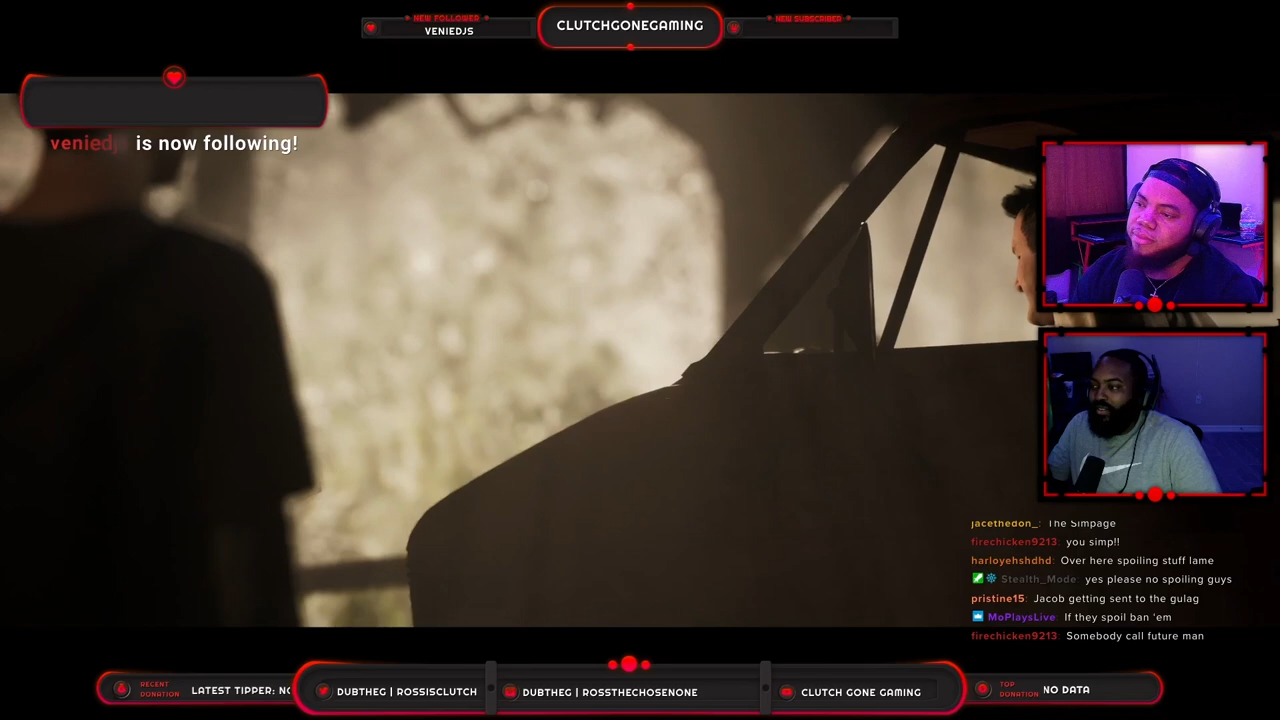 NEW FOLLOWER
VENIEDJS
CLUTCHGONEGAMING
NEW SUBSCRIBER
is now following!
jacethedon_: The Simpage
firechicken9213: you simp!!
harloyehshdhd: Over here spoiling stuff lame
Stealth_Mode: yes please no spoiling guys
pristine15: Jacob getting sent to the gulag
MoPlaysLive: If they spoil ban 'em
firechicken9213: Somebody call future man
RECENT DONATION
LATEST TIPPER:
DUBTHEG | ROSSISCLUTCH
DUBTHEG | ROSSTHECHOSENONE
CLUTCH GONE GAMING
TOP DONATION
NO DATA